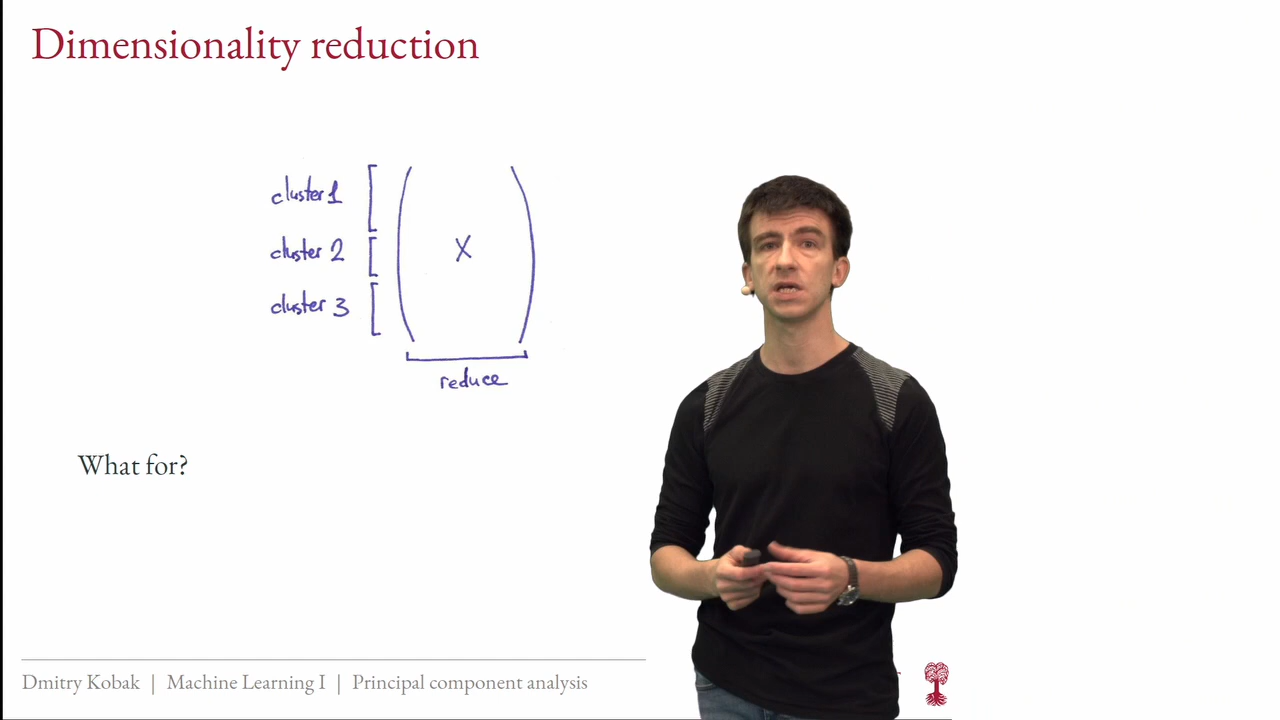 Dimensionality reduction
cluster 1
cluster 2
cluster 3
X
reduce
What for?
Dmitry Kobak | Machine Learning I | Principal component analysis